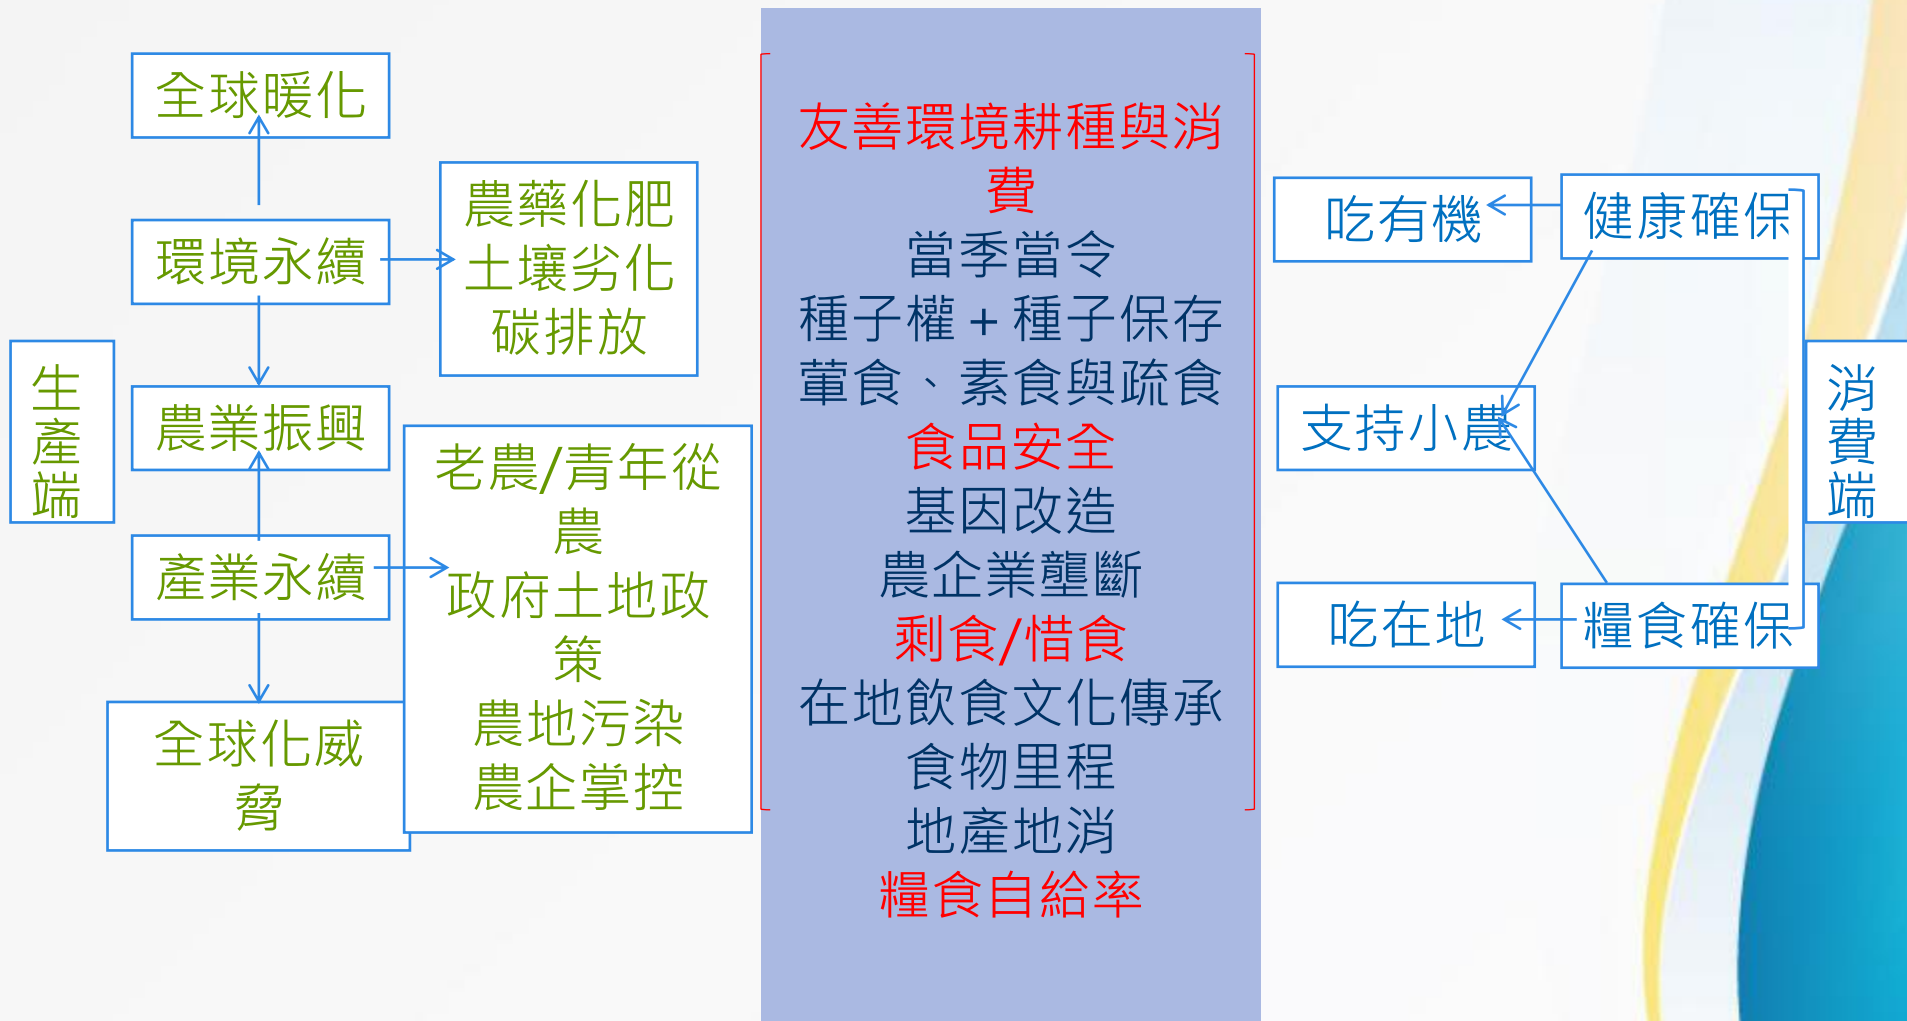 全球暖化
環境永續
農藥化肥
土壤劣化
碳排放
生
產
端
農業振興
產業永續
老農/青年從
農
政府土地政
策
農地污染
農企掌控
全球化威
脅
友善環境耕種與消
費
當季當令
種子權+種子保存
葷食、素食與疏食
食品安全
基因改造
農企業壟斷
剩食/惜食
在地飲食文化傳承
食物里程
地產地消
糧食自給率
吃有機
健康確保
支持小農
吃在地
糧食確保
消
費
端